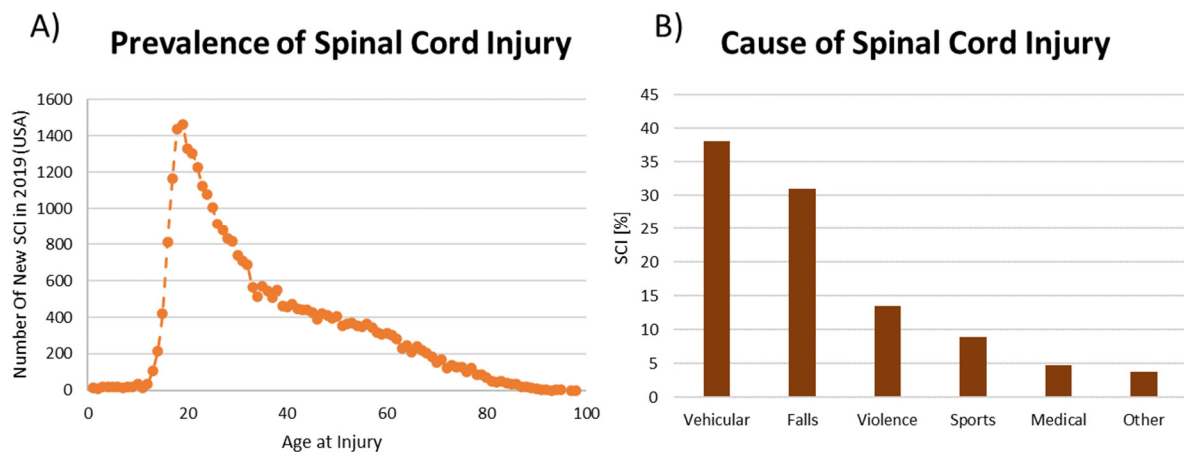 A)
Prevalence of Spinal Cord Injury
Number Of New SCI in 2019 (USA)
1600
1400
1200
1000
800
600
400
200
0
0 20 40 60 80 100
Age at Injury
B)
Cause of Spinal Cord Injury
SCI [%]
45
40
35
30
25
20
15
10
5
0
Vehicular Falls Violence Sports Medical Other